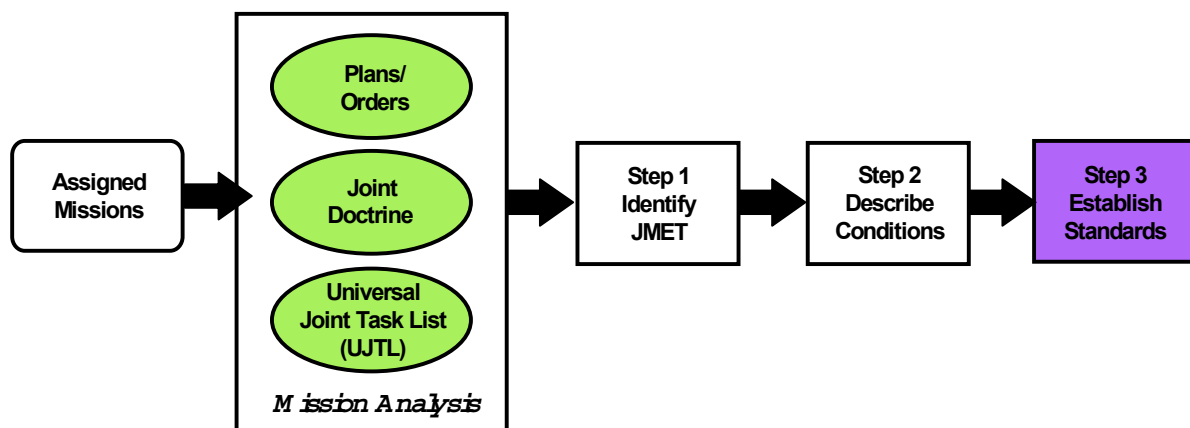 Assigned
Missions
Plans/
Orders
Joint
Doctrine
Universal
Joint Task List
(UJTL)
Mission Analysis
Step 1
Identify
JMET
Step 2
Describe
Conditions
Step 3
Establish
Standards